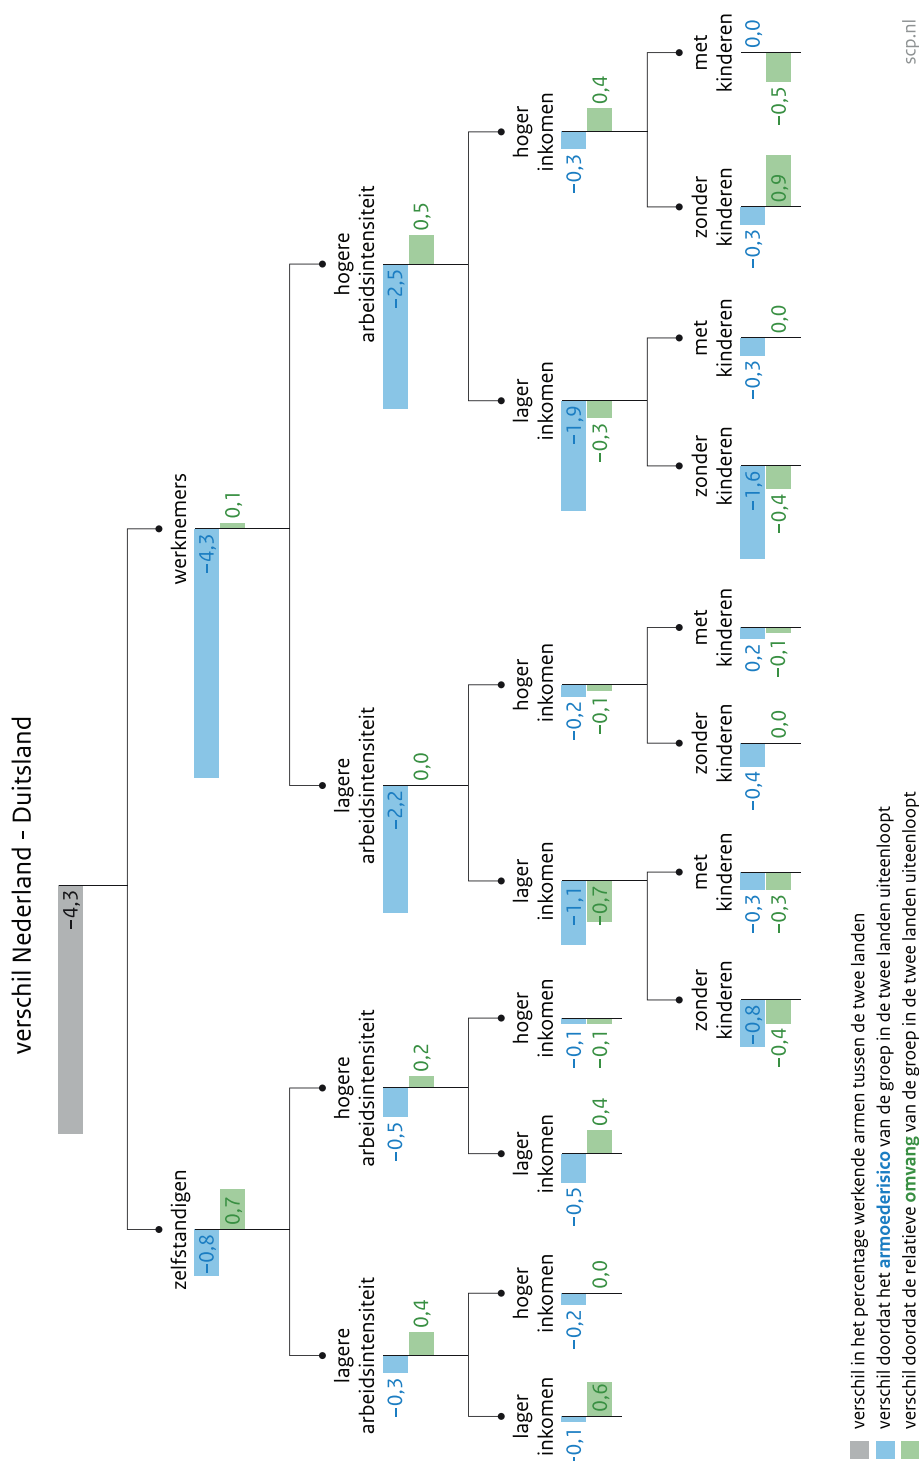 verschil Nederland - Duitsland
−4,3
zelfstandigen
−0,8
0,7
werknemers
−4,3
0,1
lagere
arbeidsintensiteit
−0,3
0,4
hogere
arbeidsintensiteit
−0,5
0,2
lagere
arbeidsintensiteit
−2,2
0,0
hogere
arbeidsintensiteit
−2,5
0,5
lager
inkomen
−0,1
0,6
hoger
inkomen
−0,2
0,0
lager
inkomen
−0,5
0,4
hoger
inkomen
−0,1
−0,1
lager
inkomen
−1,1
−0,7
hoger
inkomen
−0,2
−0,1
lager
inkomen
−1,9
−0,3
hoger
inkomen
−0,3
0,4
zonder
kinderen
−0,8
−0,4
met
kinderen
−0,3
−0,3
zonder
kinderen
−0,4
0,0
met
kinderen
0,2
−0,1
zonder
kinderen
−1,6
−0,4
met
kinderen
−0,3
0,0
zonder
kinderen
−0,3
0,9
met
kinderen
0,0
−0,5
verschil in het percentage werkende armen tussen de twee landen
verschil doordat het armoederisico van de groep in de twee landen uiteenloopt
verschil doordat de relatieve omvang van de groep in de twee landen uiteenloopt
scp.nl